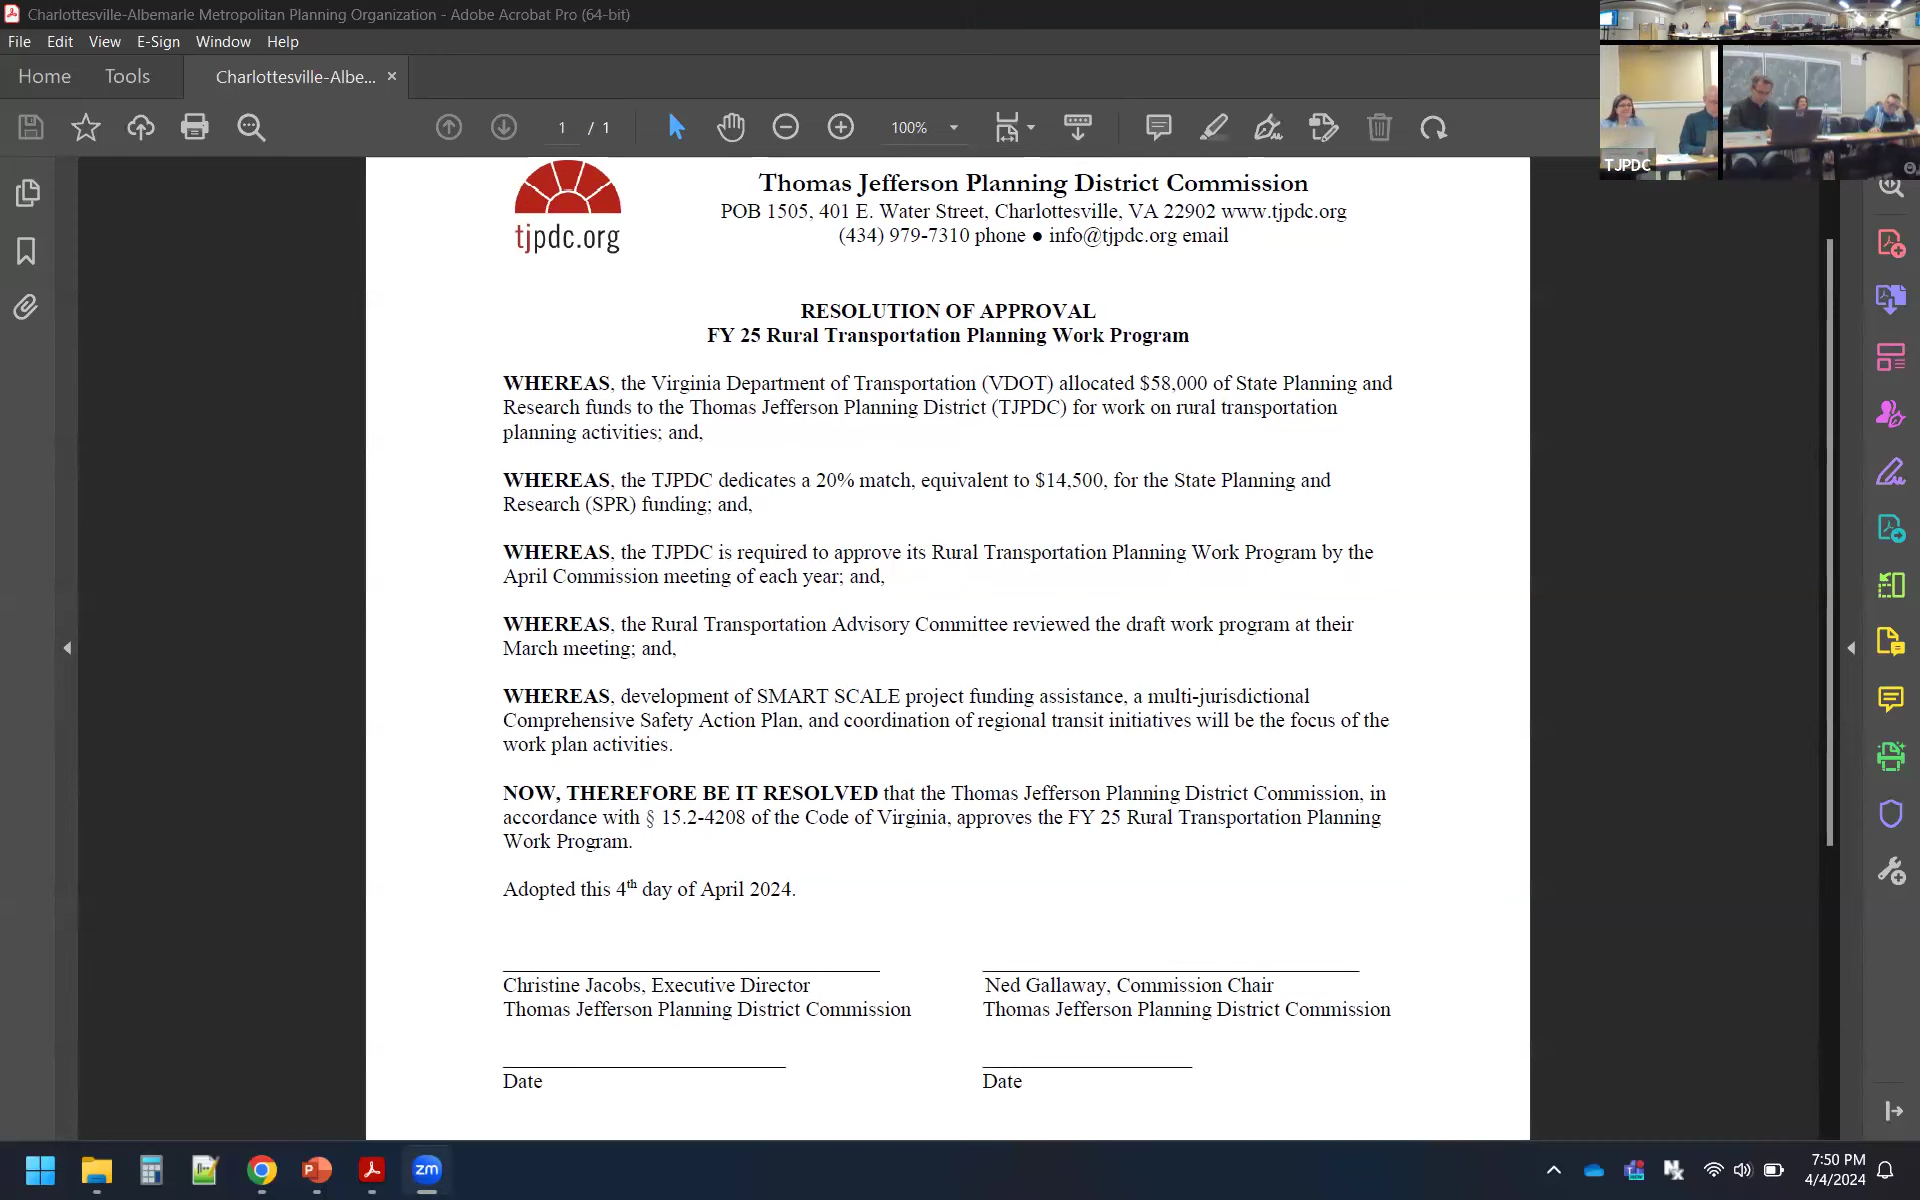 Charlottesville-Albemarle Metropolitan Planning Organization - Adobe Acrobat Pro (64-bit)
File Edit View E-Sign Window Help
Home Tools Charlottesville-Albe... ×
1 / 1 100%
TJPDC
tjpdc.org
Thomas Jefferson Planning District Commission
POB 1505, 401 E. Water Street, Charlottesville, VA 22902 www.tjpdc.org
(434) 979-7310 phone ● info@tjpdc.org email
RESOLUTION OF APPROVAL
FY 25 Rural Transportation Planning Work Program
WHEREAS, the Virginia Department of Transportation (VDOT) allocated $58,000 of State Planning and
Research funds to the Thomas Jefferson Planning District (TJPDC) for work on rural transportation
planning activities; and,
WHEREAS, the TJPDC dedicates a 20% match, equivalent to $14,500, for the State Planning and
Research (SPR) funding; and,
WHEREAS, the TJPDC is required to approve its Rural Transportation Planning Work Program by the
April Commission meeting of each year; and,
WHEREAS, the Rural Transportation Advisory Committee reviewed the draft work program at their
March meeting; and,
WHEREAS, development of SMART SCALE project funding assistance, a multi-jurisdictional
Comprehensive Safety Action Plan, and coordination of regional transit initiatives will be the focus of the
work plan activities.
NOW, THEREFORE BE IT RESOLVED that the Thomas Jefferson Planning District Commission, in
accordance with § 15.2-4208 of the Code of Virginia, approves the FY 25 Rural Transportation Planning
Work Program.
Adopted this 4th day of April 2024.
Christine Jacobs, Executive Director
Thomas Jefferson Planning District Commission
Ned Gallaway, Commission Chair
Thomas Jefferson Planning District Commission
Date
Date
zm
7:50 PM
4/4/2024